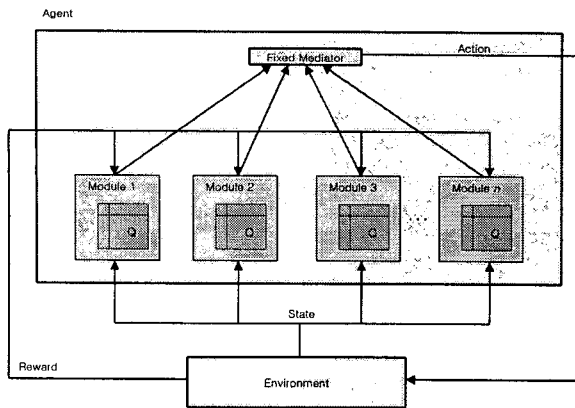 Agent
Fixed Mediator
Action
Module 1
Module 2
Module 3
Module n
Q
Q
Q
Q
State
Reward
Environment